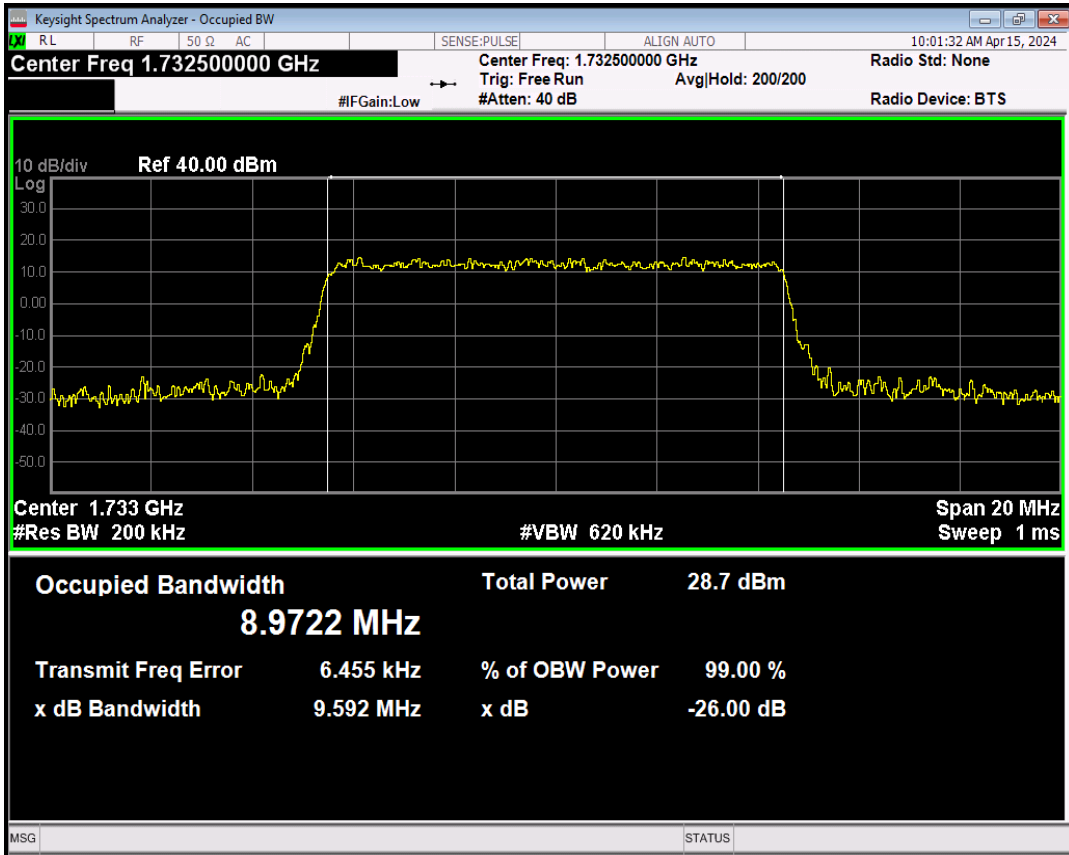 Keysight Spectrum Analyzer - Occupied BW
LXI RL RF 50 Ω AC SENSE:PULSE ALIGN AUTO 10:01:32 AM Apr 15, 2024
Center Freq 1.732500000 GHz Center Freq: 1.732500000 GHz Radio Std: None
Trig: Free Run Avg|Hold: 200/200
#IFGain:Low #Atten: 40 dB Radio Device: BTS
10 dB/div Ref 40.00 dBm
Log
30.0
20.0
10.0
0.00
-10.0
-20.0
-30.0
-40.0
-50.0
Center 1.733 GHz Span 20 MHz
#Res BW 200 kHz #VBW 620 kHz Sweep 1 ms
Occupied Bandwidth Total Power 28.7 dBm
8.9722 MHz
Transmit Freq Error 6.455 kHz % of OBW Power 99.00 %
x dB Bandwidth 9.592 MHz x dB -26.00 dB
MSG STATUS